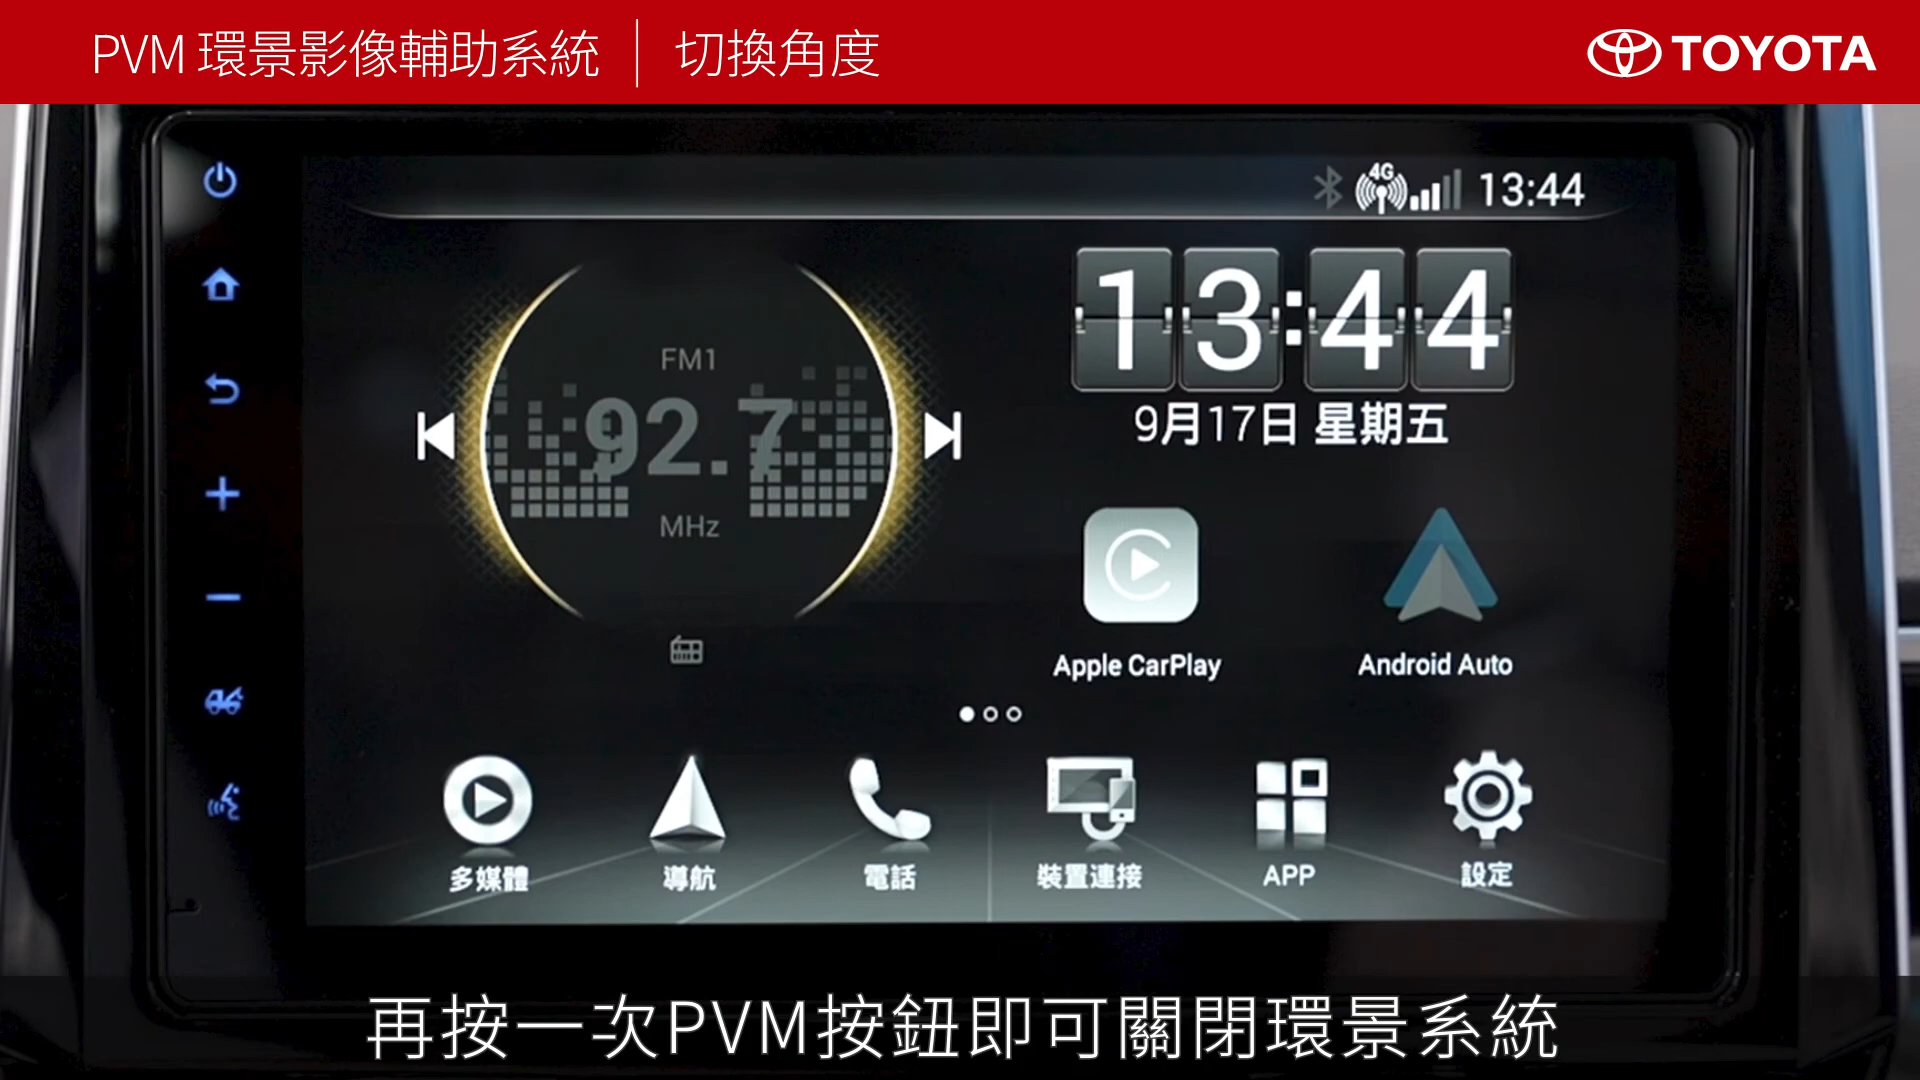 PVM 環景影像輔助系統 切換角度
TOYOTA
4G 13:44
13:44
9月17日 星期五
FM1
92.7
MHz
Apple CarPlay
Android Auto
多媒體
導航
電話
裝置連接
APP
設定
再按一次PVM按鈕即可關閉環景系統